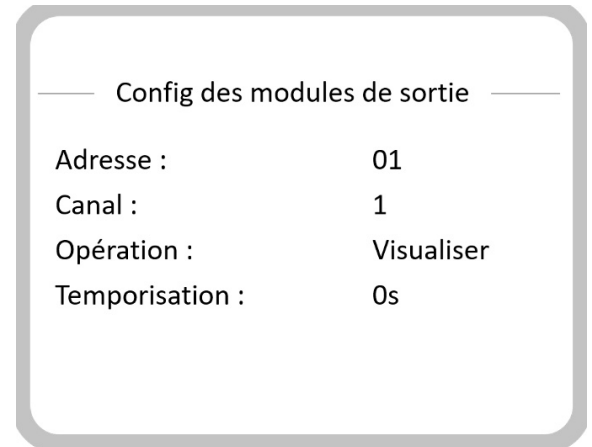 Config des modules de sortie
Adresse : 01
Canal : 1
Opération : Visualiser
Temporisation : 0s